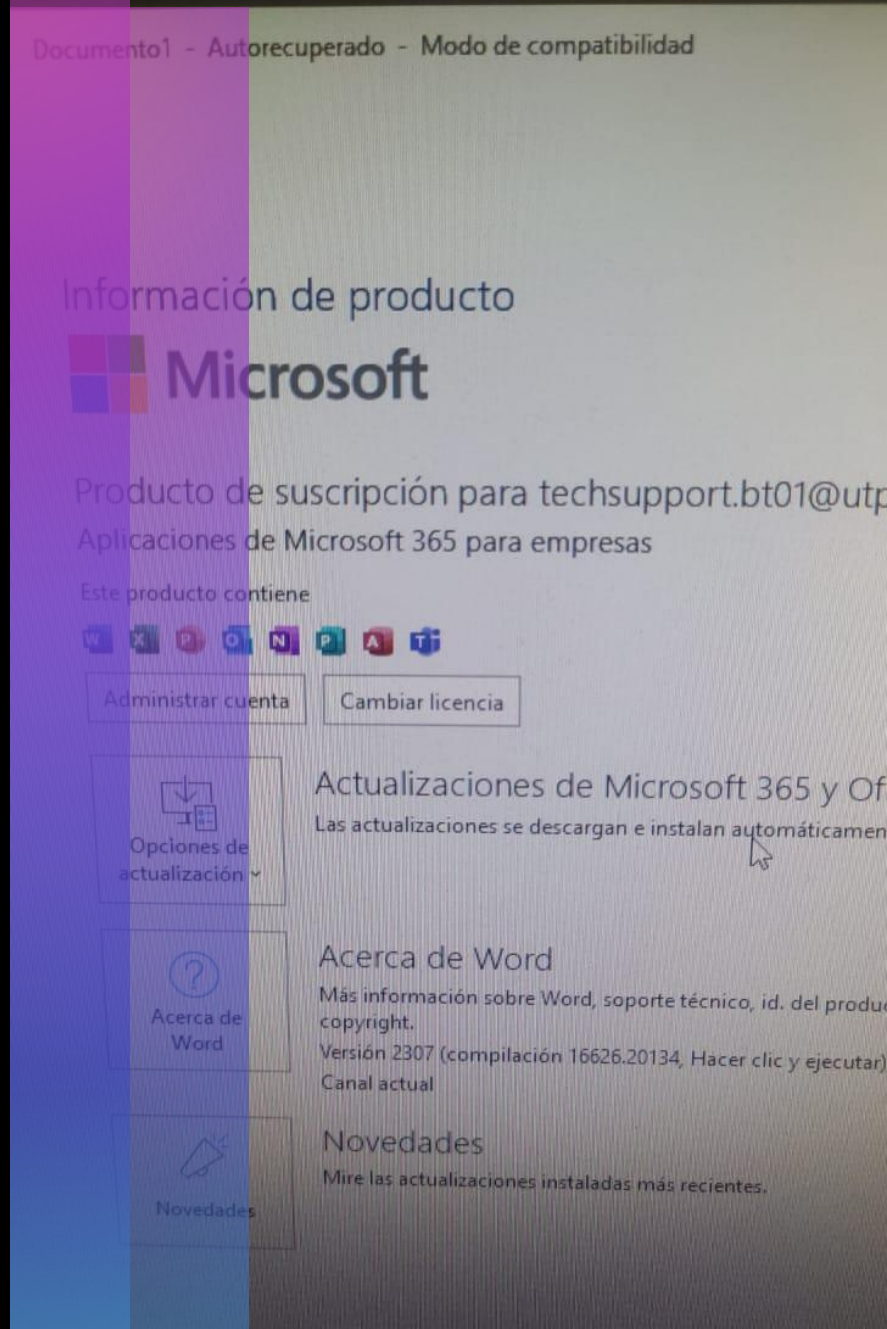 Documento1 - Autorecuperado - Modo de compatibilidad
Información de producto
Microsoft
Producto de suscripción para techsupport.bt01@utp
Aplicaciones de Microsoft 365 para empresas
Este producto contiene
W X P O N P A T
Administrar cuenta
Cambiar licencia
Opciones de
actualización
Actualizaciones de Microsoft 365 y Of
Las actualizaciones se descargan e instalan automáticamen
?
Acerca de
Word
Acerca de Word
Más información sobre Word, soporte técnico, id. del produc
copyright.
Versión 2307 (compilación 16626.20134, Hacer clic y ejecutar)
Canal actual
Novedades
Novedades
Mire las actualizaciones instaladas más recientes.